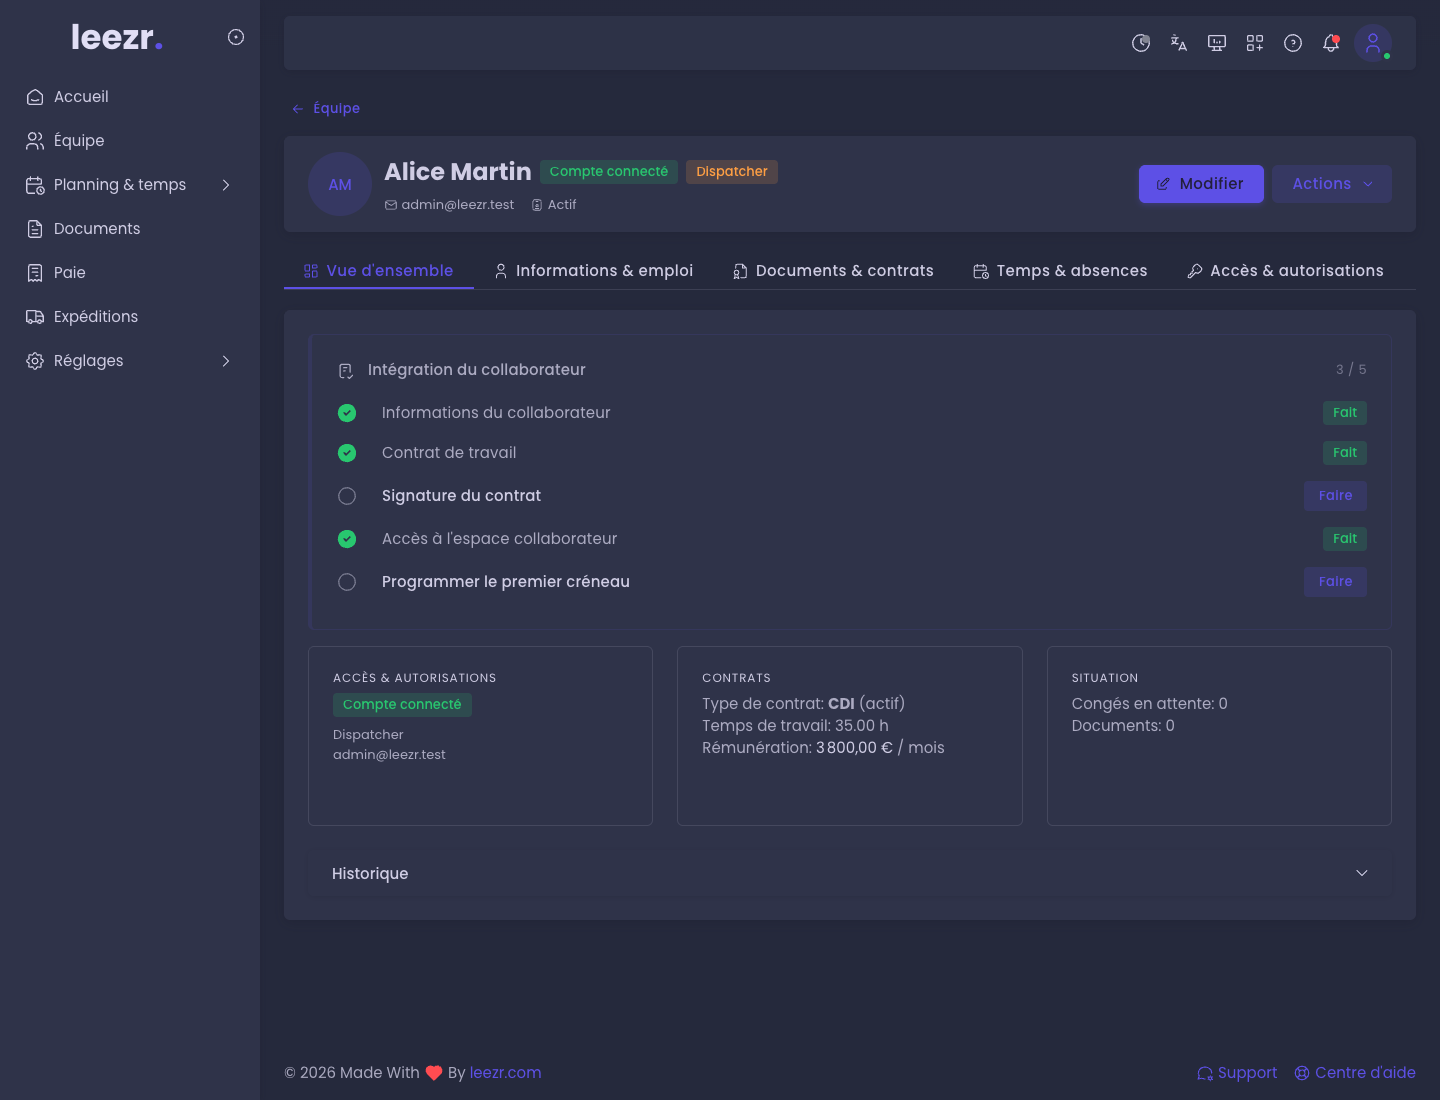 leezr.
Accueil
Équipe
Planning & temps
Documents
Paie
Expéditions
Réglages
Équipe
AM
Alice Martin
Compte connecté
Dispatcher
admin@leezr.test
Actif
Modifier
Actions
Vue d'ensemble
Informations & emploi
Documents & contrats
Temps & absences
Accès & autorisations
Intégration du collaborateur
3 / 5
Informations du collaborateur
Fait
Contrat de travail
Fait
Signature du contrat
Faire
Accès à l'espace collaborateur
Fait
Programmer le premier créneau
Faire
ACCÈS & AUTORISATIONS
Compte connecté
Dispatcher
admin@leezr.test
CONTRATS
Type de contrat: CDI (actif)
Temps de travail: 35.00 h
Rémunération: 3 800,00 € / mois
SITUATION
Congés en attente: 0
Documents: 0
Historique
© 2026 Made With ❤ By leezr.com
Support
Centre d'aide